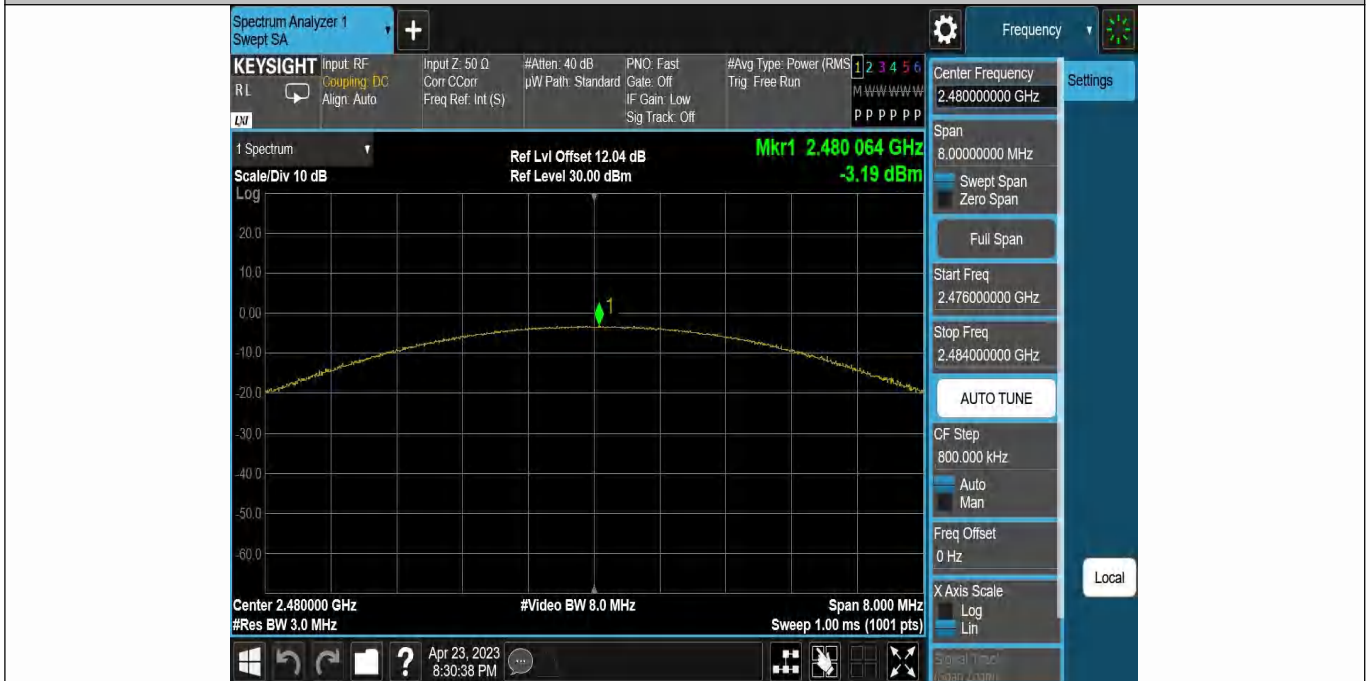 Spectrum Analyzer 1
Swept SA
+
Frequency
KEYSIGHT
RL
LXI
Input: RF
Coupling: DC
Align: Auto
Input Z: 50 Ω
Corr CCorr
Freq Ref: Int (S)
#Atten: 40 dB
µW Path: Standard
PNO: Fast
Gate: Off
IF Gain: Low
Sig Track: Off
#Avg Type: Power (RMS
Trig: Free Run
1 2 3 4 5 6
M W W W W W
P P P P P P
Center Frequency
2.480000000 GHz
Settings
1 Spectrum
Scale/Div 10 dB
Log
Ref Lvl Offset 12.04 dB
Ref Level 30.00 dBm
Mkr1 2.480 064 GHz
-3.19 dBm
20.0
10.0
0.00
-10.0
-20.0
-30.0
-40.0
-50.0
-60.0
1
Center 2.480000 GHz
#Res BW 3.0 MHz
#Video BW 8.0 MHz
Span 8.000 MHz
Sweep 1.00 ms (1001 pts)
Span
8.00000000 MHz
Swept Span
Zero Span
Full Span
Start Freq
2.476000000 GHz
Stop Freq
2.484000000 GHz
AUTO TUNE
CF Step
800.000 kHz
Auto
Man
Freq Offset
0 Hz
X Axis Scale
Log
Lin
Signal Track
(Span Zoom)
Local
?
Apr 23, 2023
8:30:38 PM